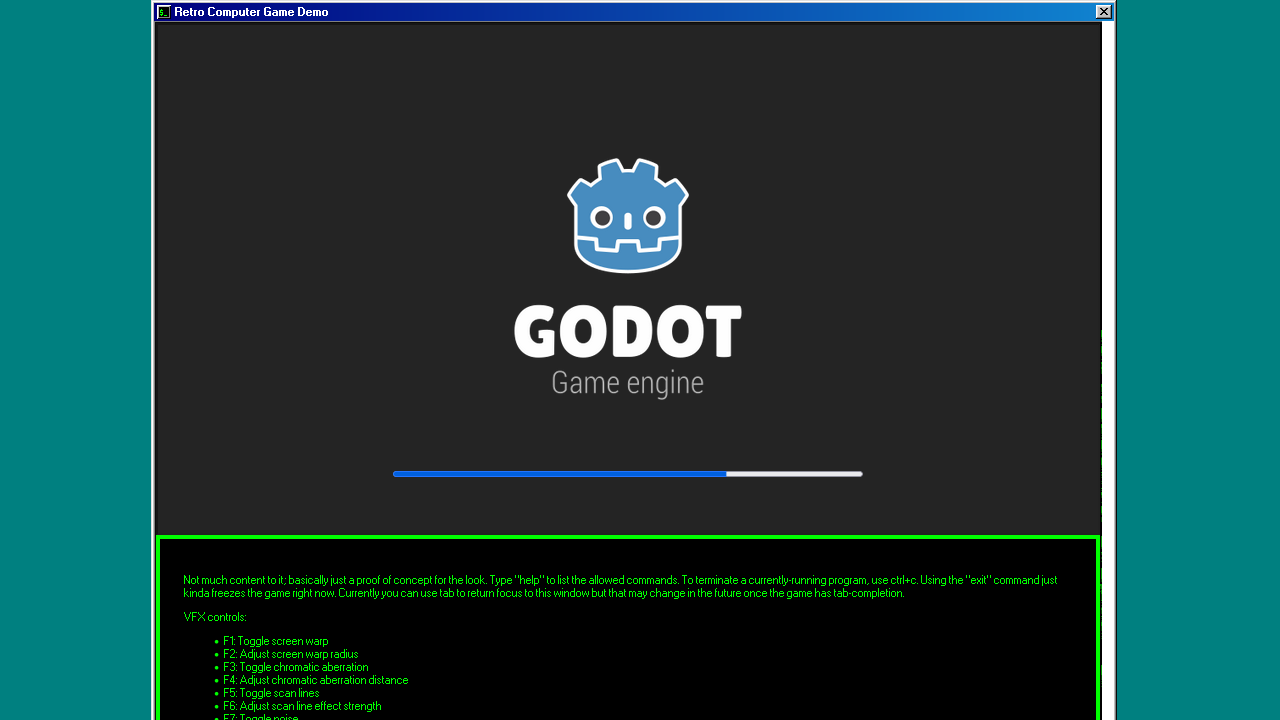 Retro Computer Game Demo
GODOT
Game engine
Not much content to it; basically just a proof of concept for the look. Type "help" to list the allowed commands. To terminate a currently-running program, use ctrl+c. Using the "exit" command just
kinda freezes the game right now. Currently you can use tab to return focus to this window but that may change in the future once the game has tab-completion.
VFX controls:
• F1: Toggle screen warp
• F2: Adjust screen warp radius
• F3: Toggle chromatic aberration
• F4: Adjust chromatic aberration distance
• F5: Toggle scan lines
• F6: Adjust scan line effect strength
• F7: Toggle noise